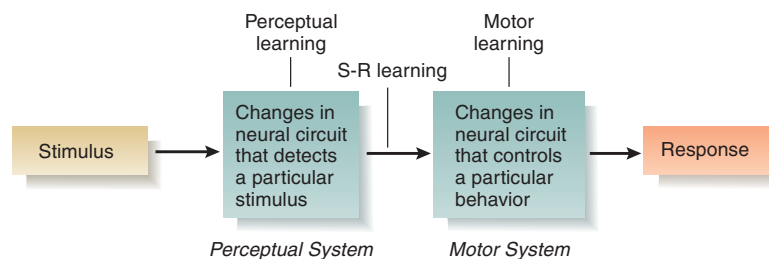 Perceptual
learning
Motor
learning
S-R learning
Stimulus
Changes in
neural circuit
that detects
a particular
stimulus
Changes in
neural circuit
that controls
a particular
behavior
Response
Perceptual System
Motor System